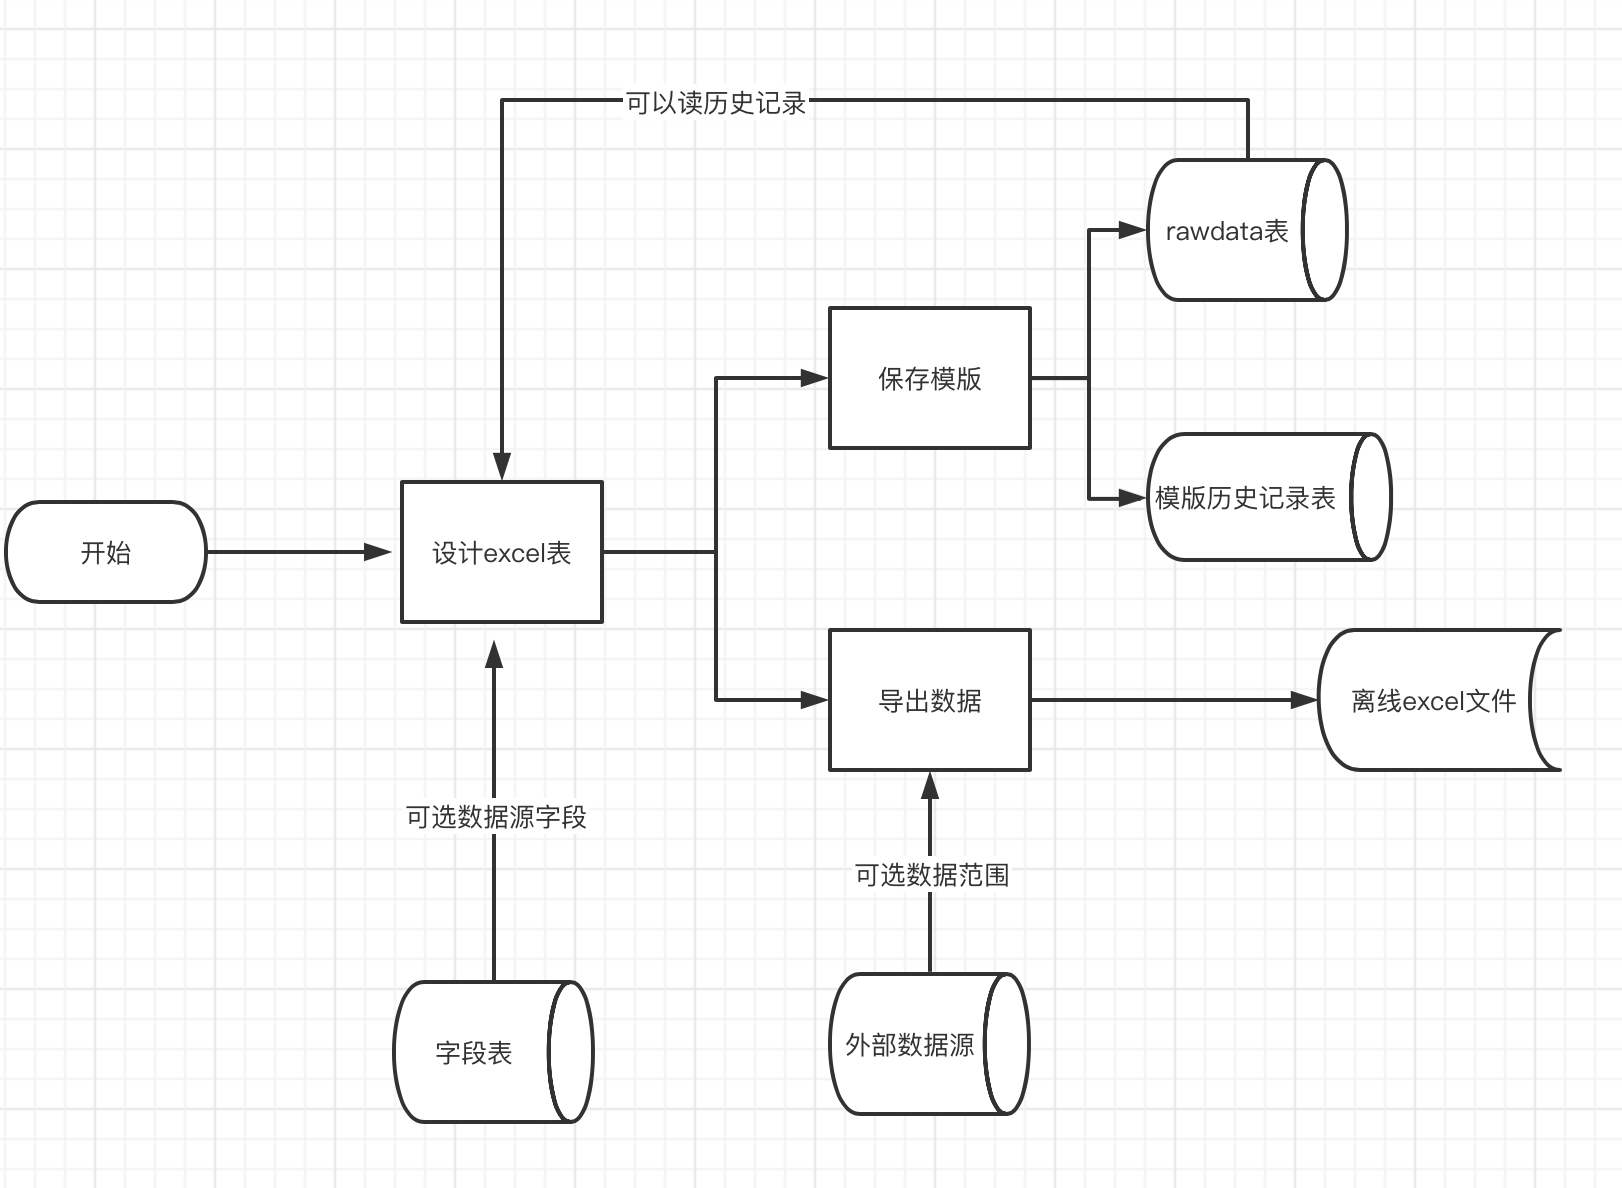 可以读历史记录
rawdata表
保存模版
模版历史记录表
开始
设计excel表
导出数据
离线excel文件
可选数据源字段
可选数据范围
字段表
外部数据源